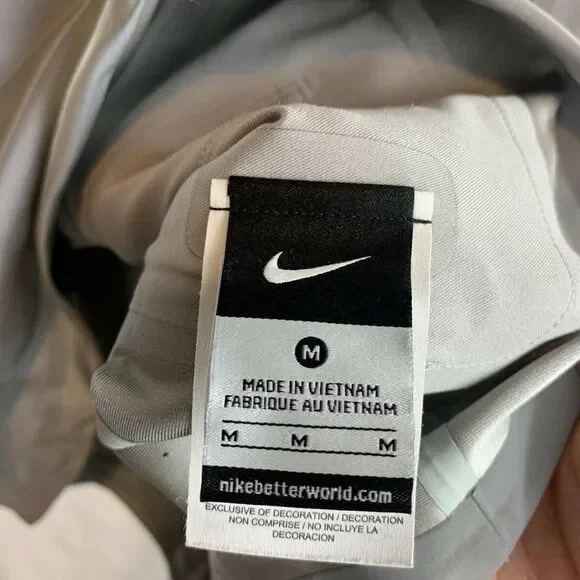 M
MADE IN VIETNAM
FABRIQUE AU VIETNAM
M M M
nikebetterworld.com
EXCLUSIVE OF DECORATION / DECORATION
NON COMPRISE / NO INCLUYE LA
DECORACION